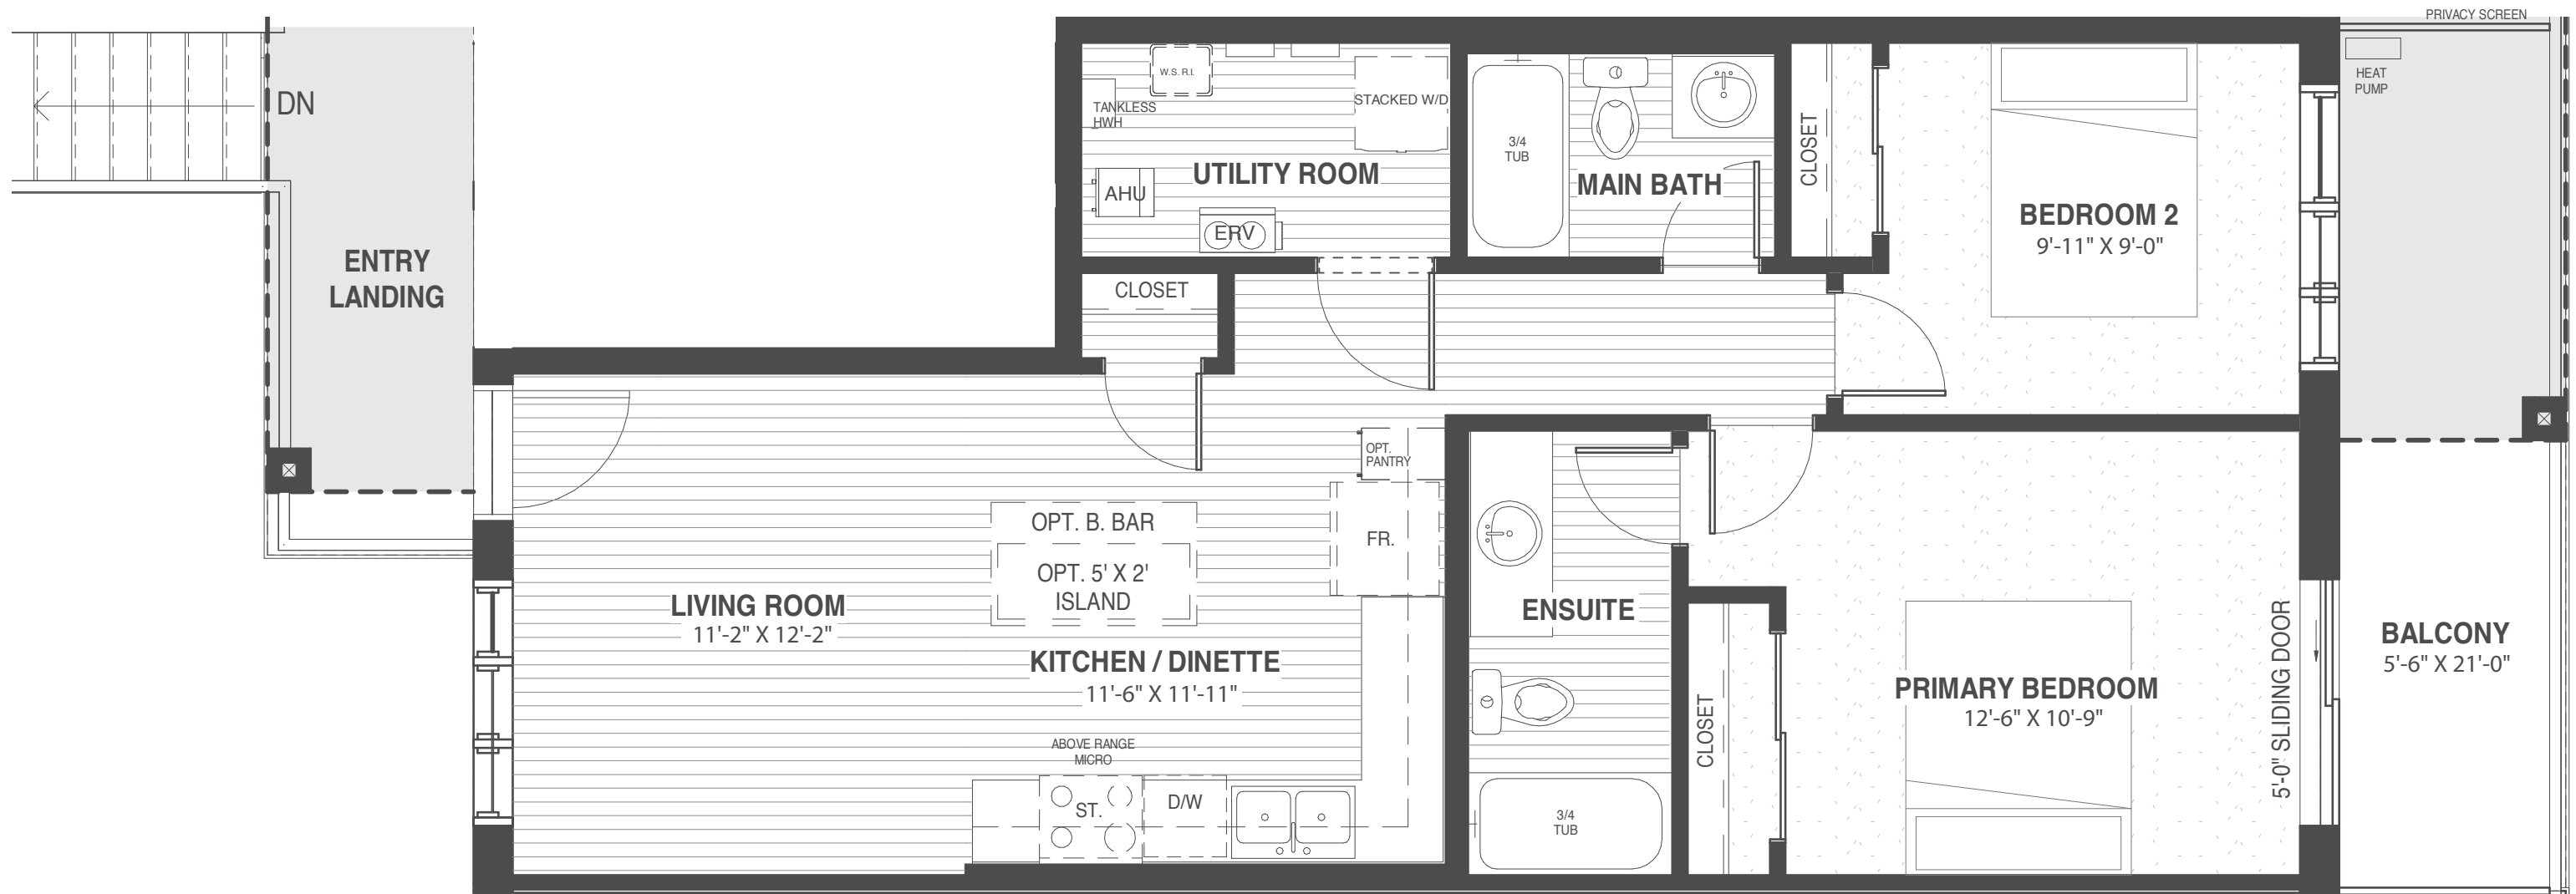 PRIVACY SCREEN
HEAT
PUMP
DN
W.S. R.I.
TANKLESS
HWH
STACKED W/D
AHU
UTILITY ROOM
ERV
3/4
TUB
MAIN BATH
CLOSET
BEDROOM 2
9'-11" X 9'-0"
ENTRY
LANDING
CLOSET
OPT.
PANTRY
FR.
OPT. B. BAR
OPT. 5' X 2'
ISLAND
LIVING ROOM
11'-2" X 12'-2"
KITCHEN / DINETTE
11'-6" X 11'-11"
ABOVE RANGE
MICRO
ST.
D/W
ENSUITE
3/4
TUB
CLOSET
PRIMARY BEDROOM
12'-6" X 10'-9"
5'-0" SLIDING DOOR
BALCONY
5'-6" X 21'-0"